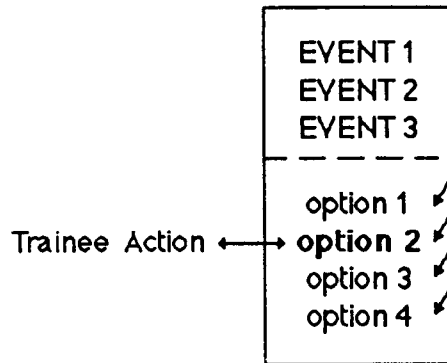 EVENT 1
EVENT 2
EVENT 3
option 1
Trainee Action option 2
option 3
option 4